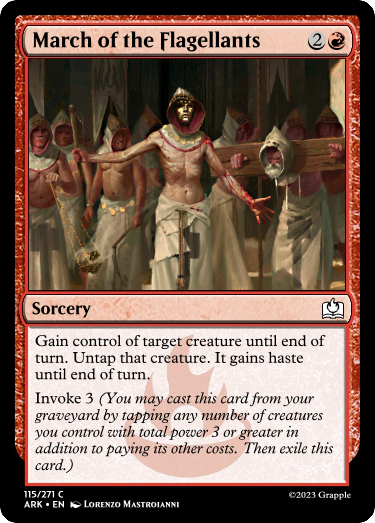 March of the Flagellants 2
Sorcery
Gain control of target creature until end of
turn. Untap that creature. It gains haste
until end of turn.
Invoke 3 (You may cast this card from your
graveyard by tapping any number of creatures
you control with total power 3 or greater in
addition to paying its other costs. Then exile this
card.)
115/271 C
ARK • EN Lorenzo Mastroianni
©2023 Grapple